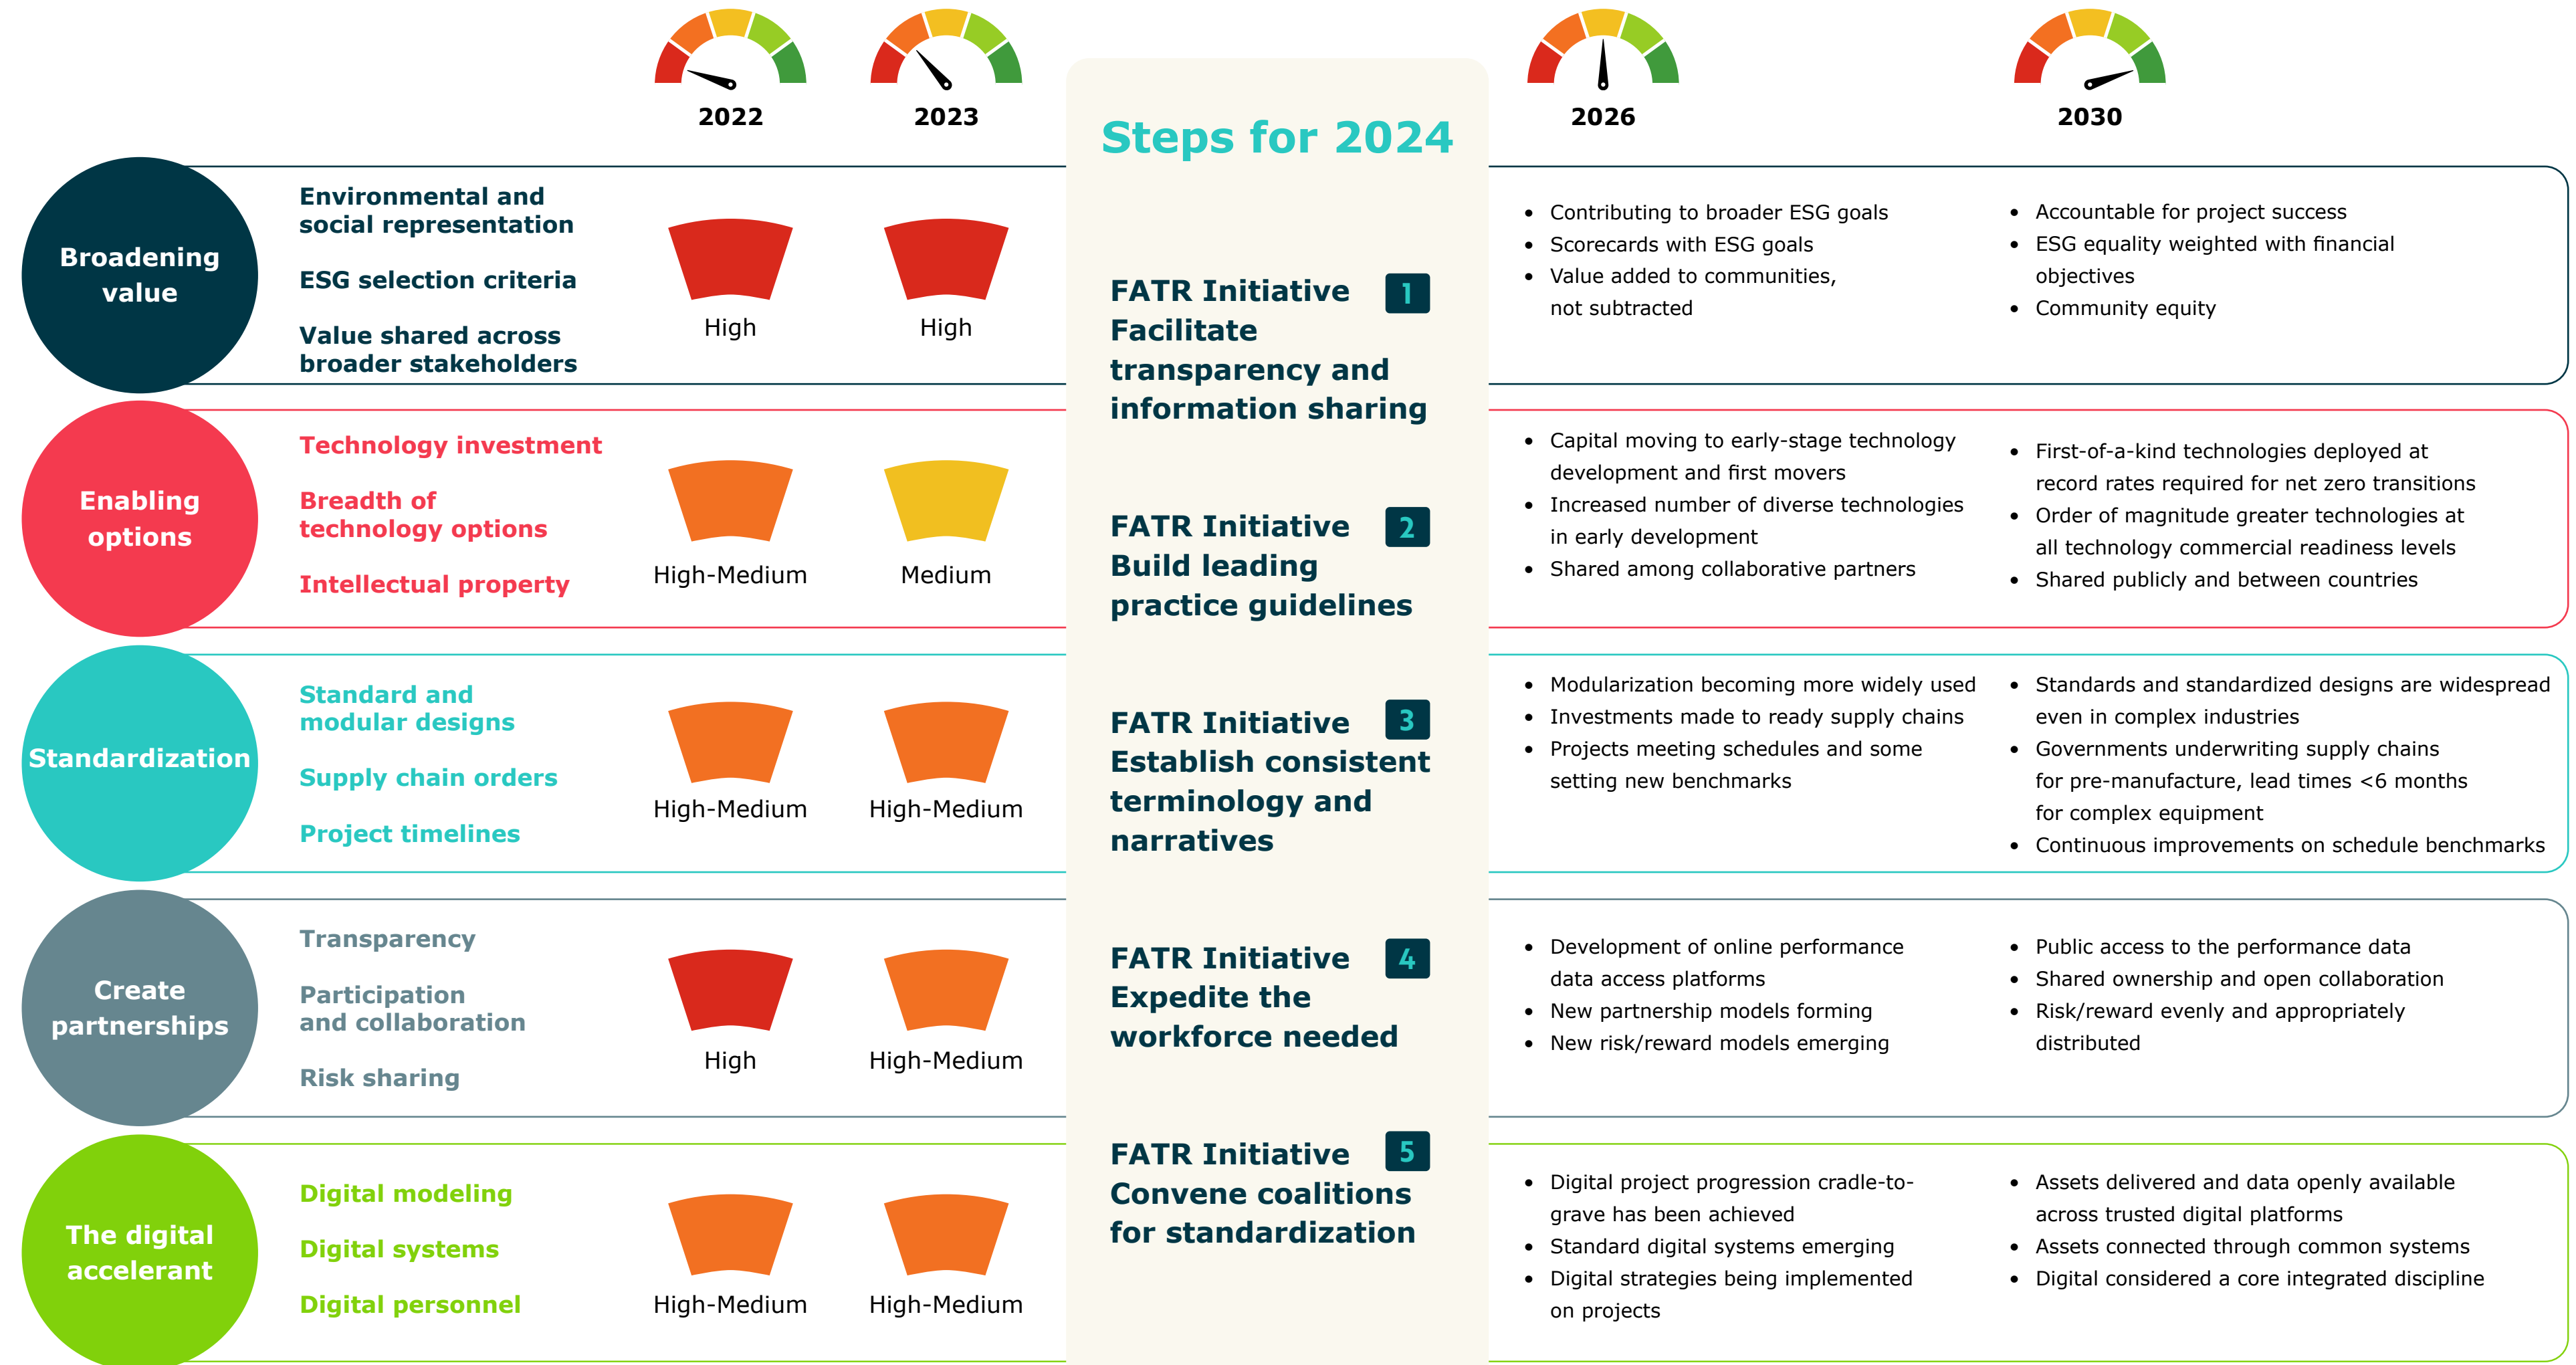 2022
2023
2026
2030
Steps for 2024
Broadening
value
Environmental and
social representation
ESG selection criteria
Value shared across
broader stakeholders
High
High
• Contributing to broader ESG goals
• Scorecards with ESG goals
• Value added to communities,
not subtracted
• Accountable for project success
• ESG equality weighted with financial
objectives
• Community equity
FATR Initiative 1
Facilitate
transparency and
information sharing
Enabling
options
Technology investment
Breadth of
technology options
Intellectual property
High-Medium
Medium
• Capital moving to early-stage technology
development and first movers
• Increased number of diverse technologies
in early development
• Shared among collaborative partners
• First-of-a-kind technologies deployed at
record rates required for net zero transitions
• Order of magnitude greater technologies at
all technology commercial readiness levels
• Shared publicly and between countries
FATR Initiative 2
Build leading
practice guidelines
Standardization
Standard and
modular designs
Supply chain orders
Project timelines
High-Medium
High-Medium
• Modularization becoming more widely used
• Investments made to ready supply chains
• Projects meeting schedules and some
setting new benchmarks
• Standards and standardized designs are widespread
even in complex industries
• Governments underwriting supply chains
for pre-manufacture, lead times <6 months
for complex equipment
• Continuous improvements on schedule benchmarks
FATR Initiative 3
Establish consistent
terminology and
narratives
Create
partnerships
Transparency
Participation
and collaboration
Risk sharing
High
High-Medium
• Development of online performance
data access platforms
• New partnership models forming
• New risk/reward models emerging
• Public access to the performance data
• Shared ownership and open collaboration
• Risk/reward evenly and appropriately
distributed
FATR Initiative 4
Expedite the
workforce needed
The digital
accelerant
Digital modeling
Digital systems
Digital personnel
High-Medium
High-Medium
• Digital project progression cradle-to-
grave has been achieved
• Standard digital systems emerging
• Digital strategies being implemented
on projects
• Assets delivered and data openly available
across trusted digital platforms
• Assets connected through common systems
• Digital considered a core integrated discipline
FATR Initiative 5
Convene coalitions
for standardization